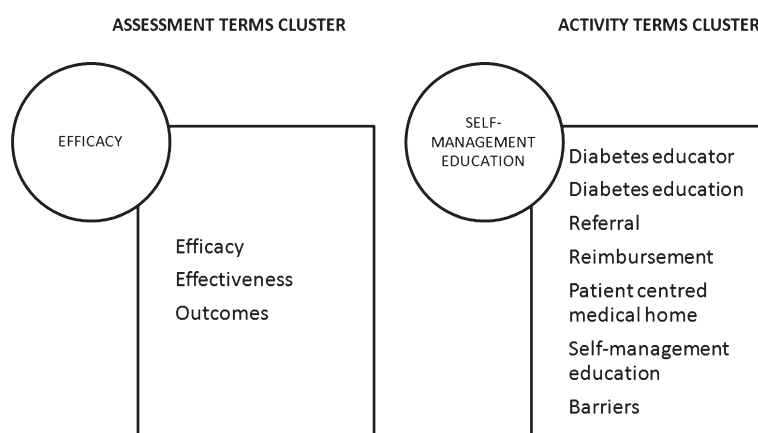 ASSESSMENT TERMS CLUSTER
EFFICACY
Efficacy
Effectiveness
Outcomes
ACTIVITY TERMS CLUSTER
SELF-
MANAGEMENT
EDUCATION
Diabetes educator
Diabetes education
Referral
Reimbursement
Patient centred
medical home
Self-management
education
Barriers